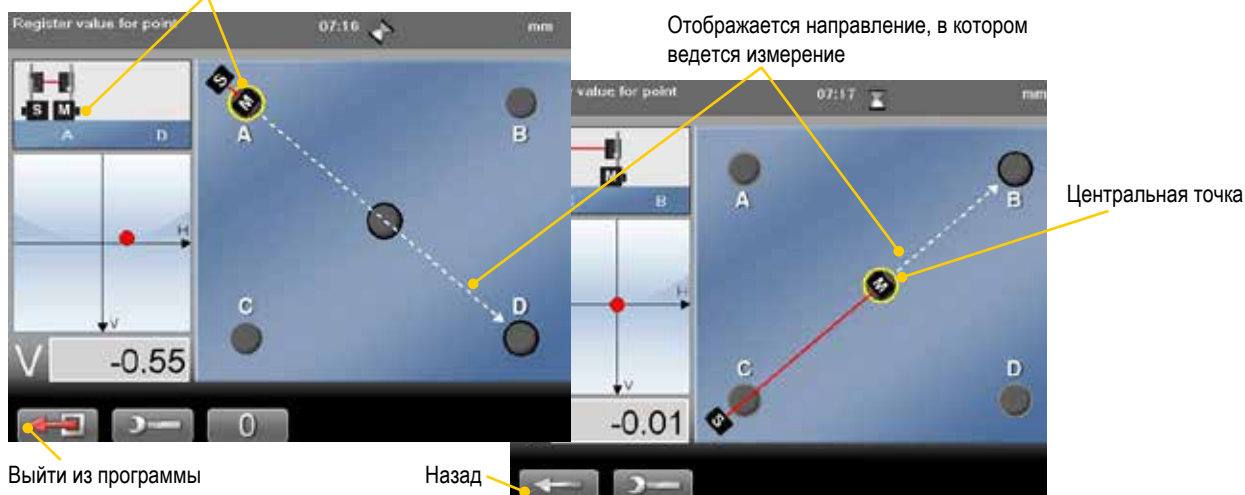 Register value for point 07:16 mm
S M
A D
H
V
V -0.55
0
S
M
A
B
C
D
Отображается направление, в котором
ведется измерение
value for point 07:17 mm
M
B
H
V
-0.01
A
B
M
C
D
S
Центральная точка
Выйти из программы
Назад